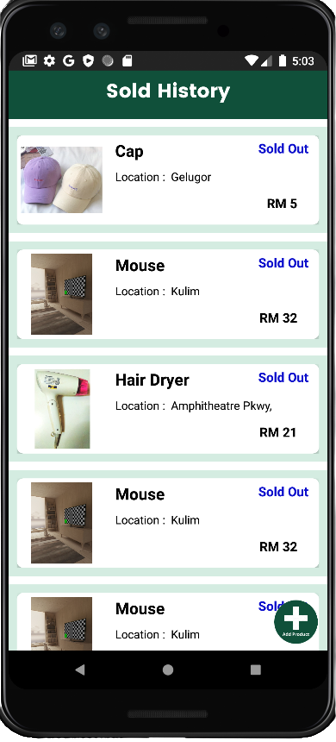 5:03
Sold History
Cap
Sold Out
Location : Gelugor
RM 5
Mouse
Sold Out
Location : Kulim
RM 32
Hair Dryer
Sold Out
Location : Amphitheatre Pkwy,
RM 21
Mouse
Sold Out
Location : Kulim
RM 32
Mouse
Sold
Location : Kulim
Add Product